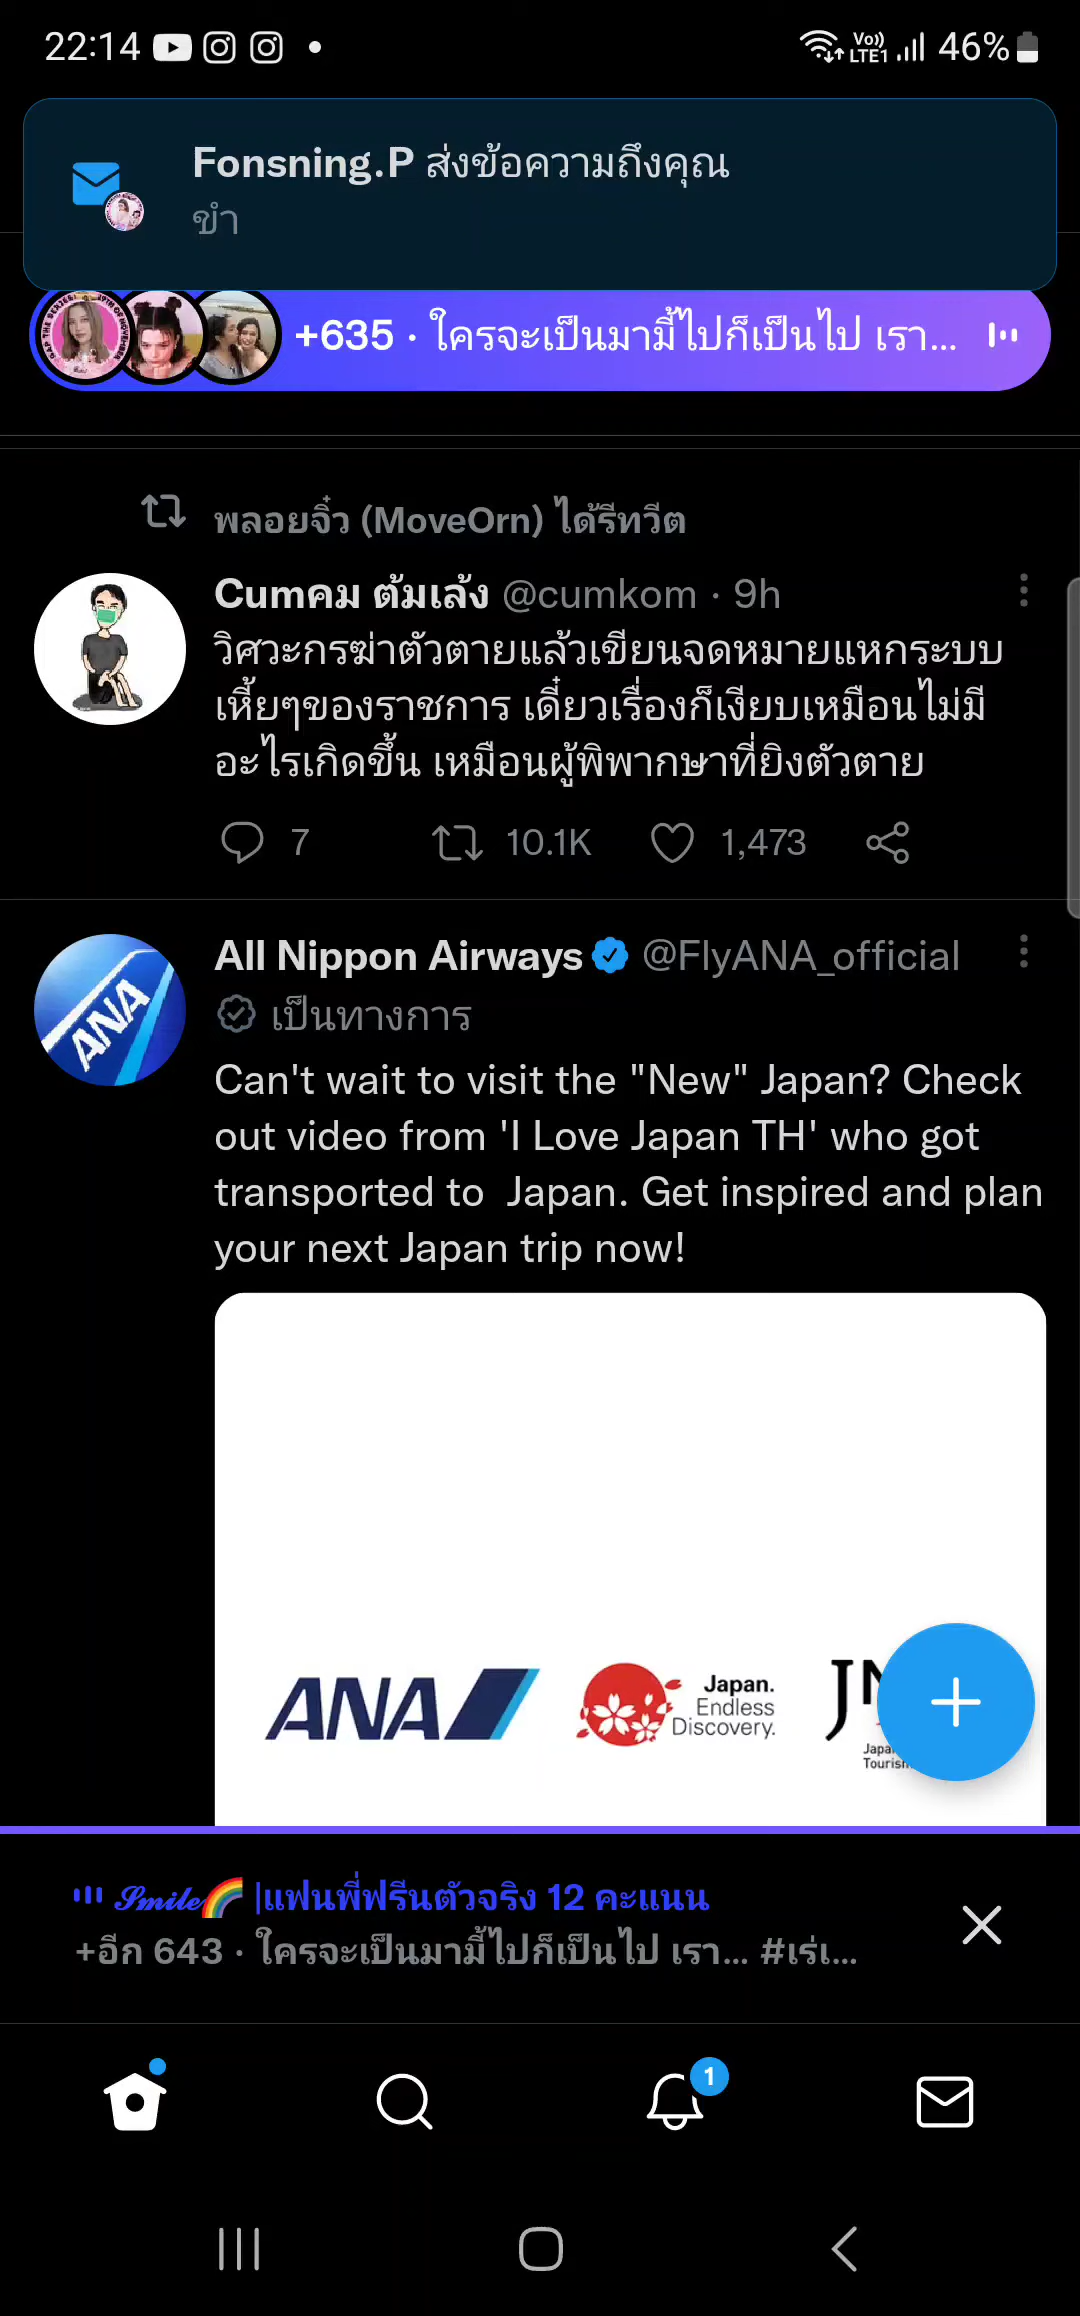 22:14
Vo)) LTE1 46%
Fonsning.P ส่งข้อความถึงคุณ
ขำ
+635 · ใครจะเป็นมามี้ไปก็เป็นไป เรา...
พลอยจิ๋ว (MoveOrn) ได้รีทวีต
Cumคม ต้มเล้ง @cumkom · 9h
วิศวะกรฆ่าตัวตายแล้วเขียนจดหมายแหกระบบ
เหี้ยๆของราชการ เดี๋ยวเรื่องก็เงียบเหมือนไม่มี
อะไรเกิดขึ้น เหมือนผู้พิพากษาที่ยิงตัวตาย
7 10.1K 1,473
All Nippon Airways @FlyANA_official
เป็นทางการ
Can't wait to visit the "New" Japan? Check
out video from 'I Love Japan TH' who got
transported to Japan. Get inspired and plan
your next Japan trip now!
ANA
Japan.
Endless
Discovery.
Smile🌈 |แฟนพี่ฟรีนตัวจริง 12 คะแนน
+อีก 643 · ใครจะเป็นมามี้ไปก็เป็นไป เรา... #เร่เ...
1